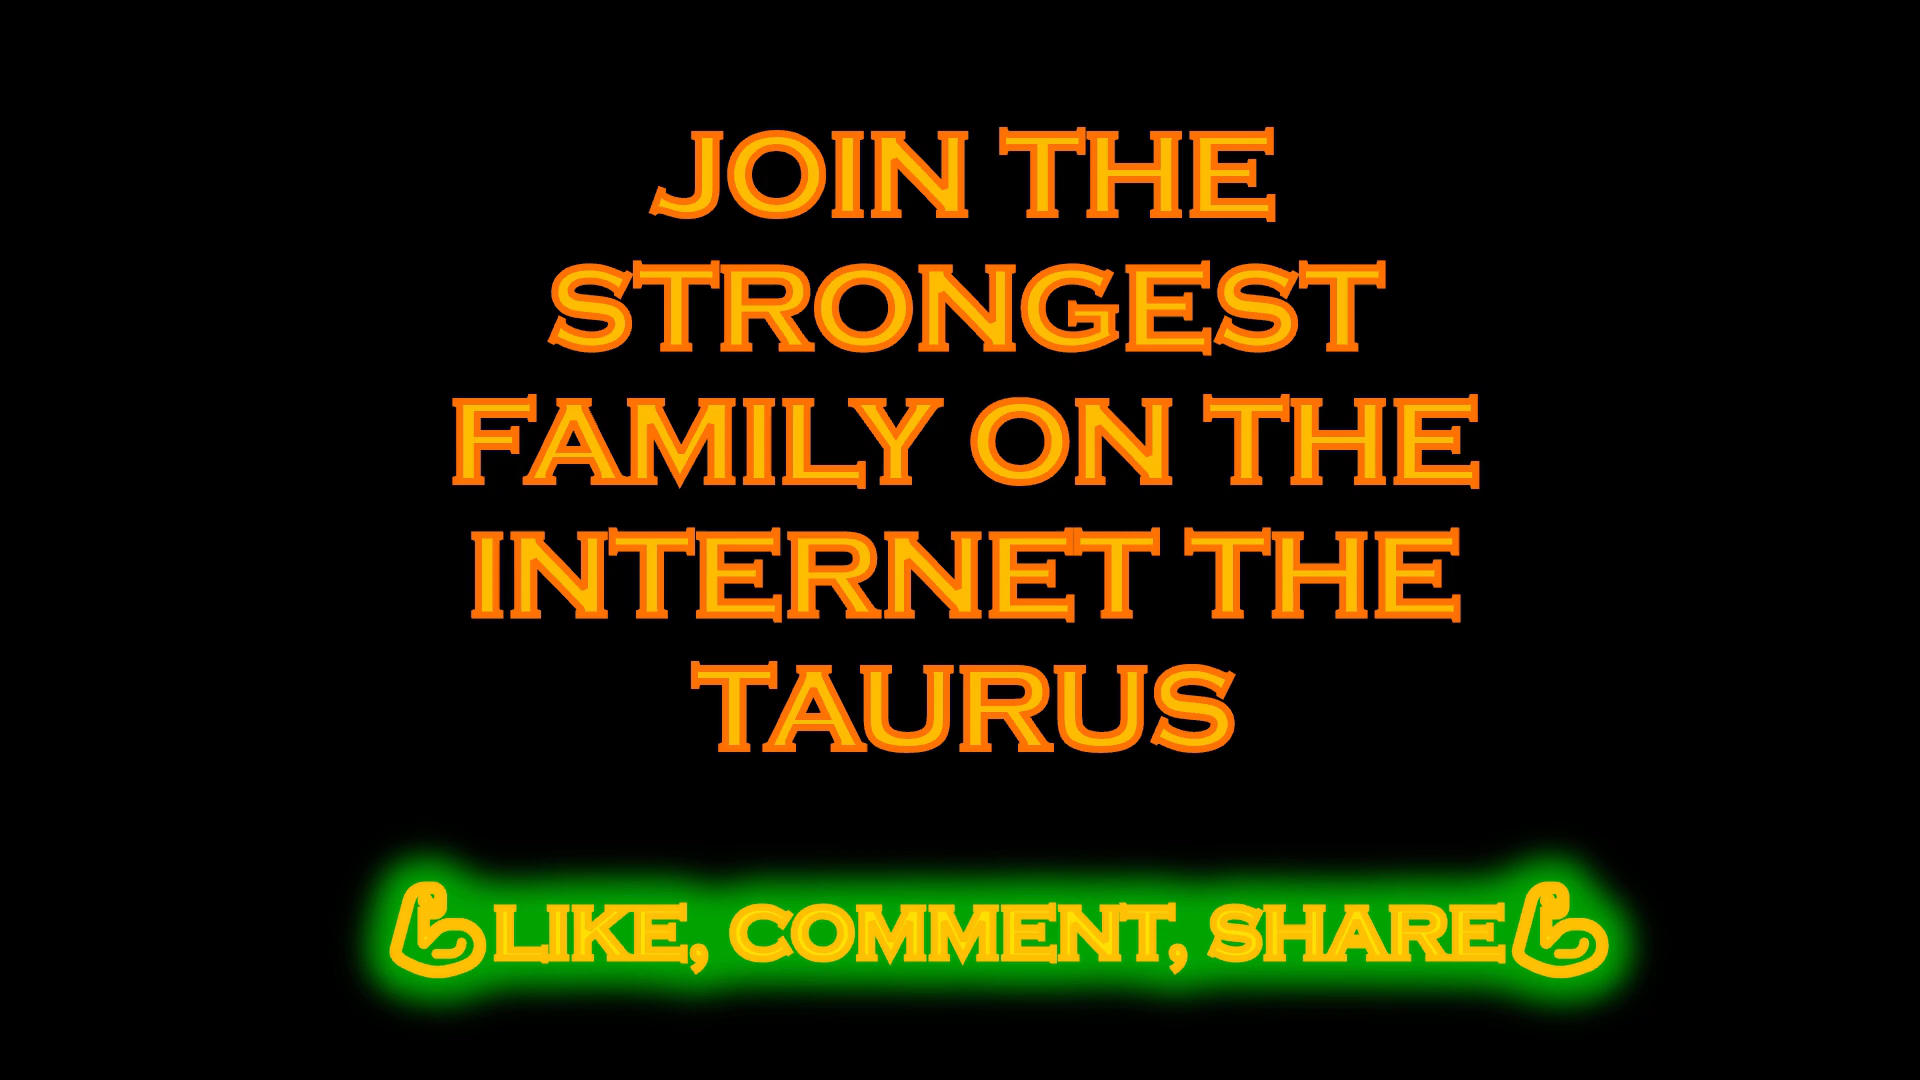 JOIN THE
STRONGEST
FAMILY ON THE
INTERNET THE
TAURUS
💪LIKE, COMMENT, SHARE💪